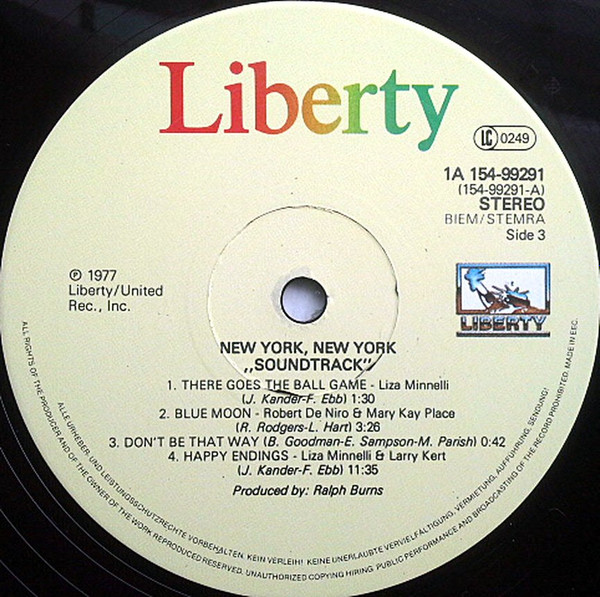 Liberty
LC 0249
1A 154-99291
(154-99291-A)
STEREO
BIEM/STEMRA
Side 3
℗ 1977
Liberty/United
Rec., Inc.
LIBERTY
NEW YORK, NEW YORK
,,SOUNDTRACK''
1. THERE GOES THE BALL GAME - Liza Minnelli
(J. Kander-F. Ebb) 1:30
2. BLUE MOON - Robert De Niro & Mary Kay Place
(R. Rodgers-L. Hart) 3:26
3. DON'T BE THAT WAY (B. Goodman-E. Sampson-M. Parish) 0:42
4. HAPPY ENDINGS - Liza Minnelli & Larry Kert
(J. Kander-F. Ebb) 11:35
Produced by: Ralph Burns
ALLE URHEBER- UND LEISTUNGSSCHUTZRECHTE VORBEHALTEN. KEIN VERLEIH! KEINE UNERLAUBTE VERVIELFÄLTIGUNG, VERMIETUNG, AUFFÜHRUNG, SENDUNG!
ALL RIGHTS OF THE PRODUCER AND OF THE OWNER OF THE WORK REPRODUCED RESERVED. UNAUTHORIZED COPYING HIRING PUBLIC PERFORMANCE AND BROADCASTING OF THE RECORD PROHIBITED. MADE IN EEC.